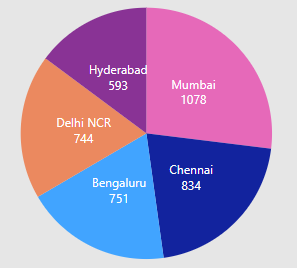 Hyderabad
593
Mumbai
1078
Delhi NCR
744
Chennai
834
Bengaluru
751